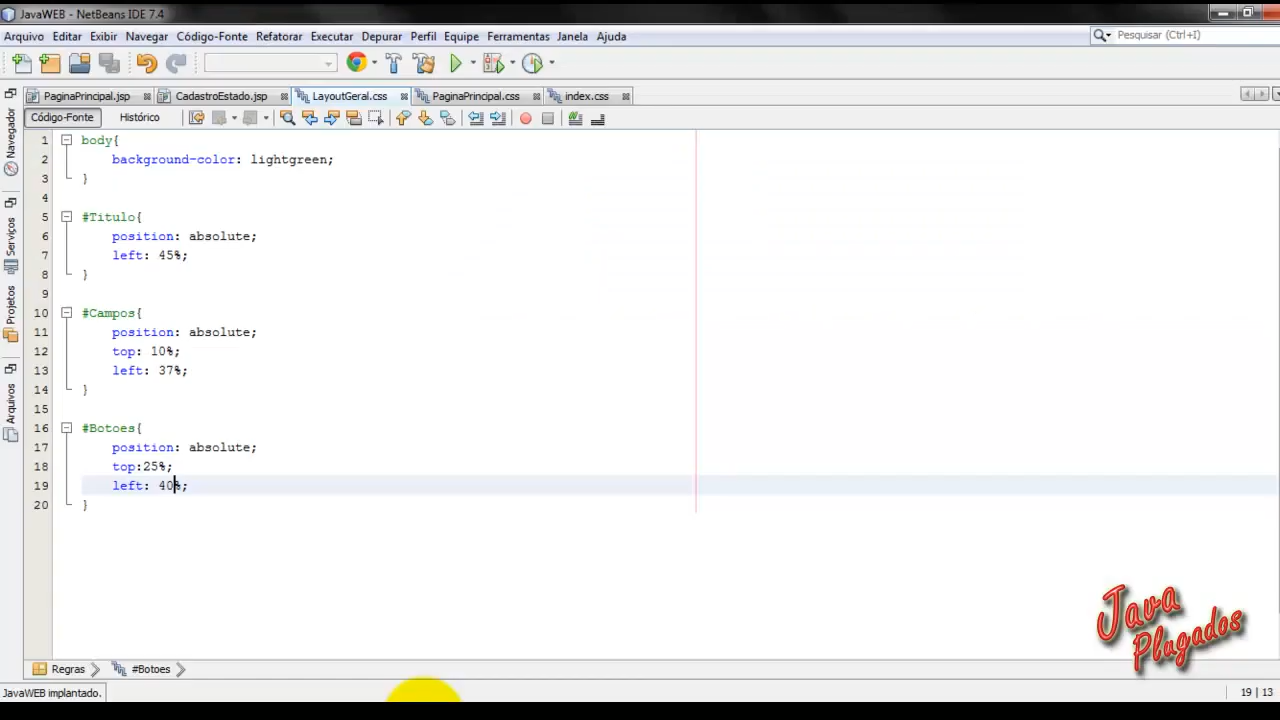 JavaWEB - NetBeans IDE 7.4
Arquivo Editar Exibir Navegar Código-Fonte Refatorar Executar Depurar Perfil Equipe Ferramentas Janela Ajuda
Pesquisar (Ctrl+I)
PaginaPrincipal.jsp CadastroEstado.jsp LayoutGeral.css PaginaPrincipal.css index.css
Código-Fonte Histórico
Navegador
Serviços
Projetos
Arquivos
1 body{
2 background-color: lightgreen;
3 }
4
5 #Titulo{
6 position: absolute;
7 left: 45%;
8 }
9
10 #Campos{
11 position: absolute;
12 top: 10%;
13 left: 37%;
14 }
15
16 #Botoes{
17 position: absolute;
18 top:25%;
19 left: 40%;
20 }
Java
Plugados
Regras #Botoes
JavaWEB implantado.
19 | 13